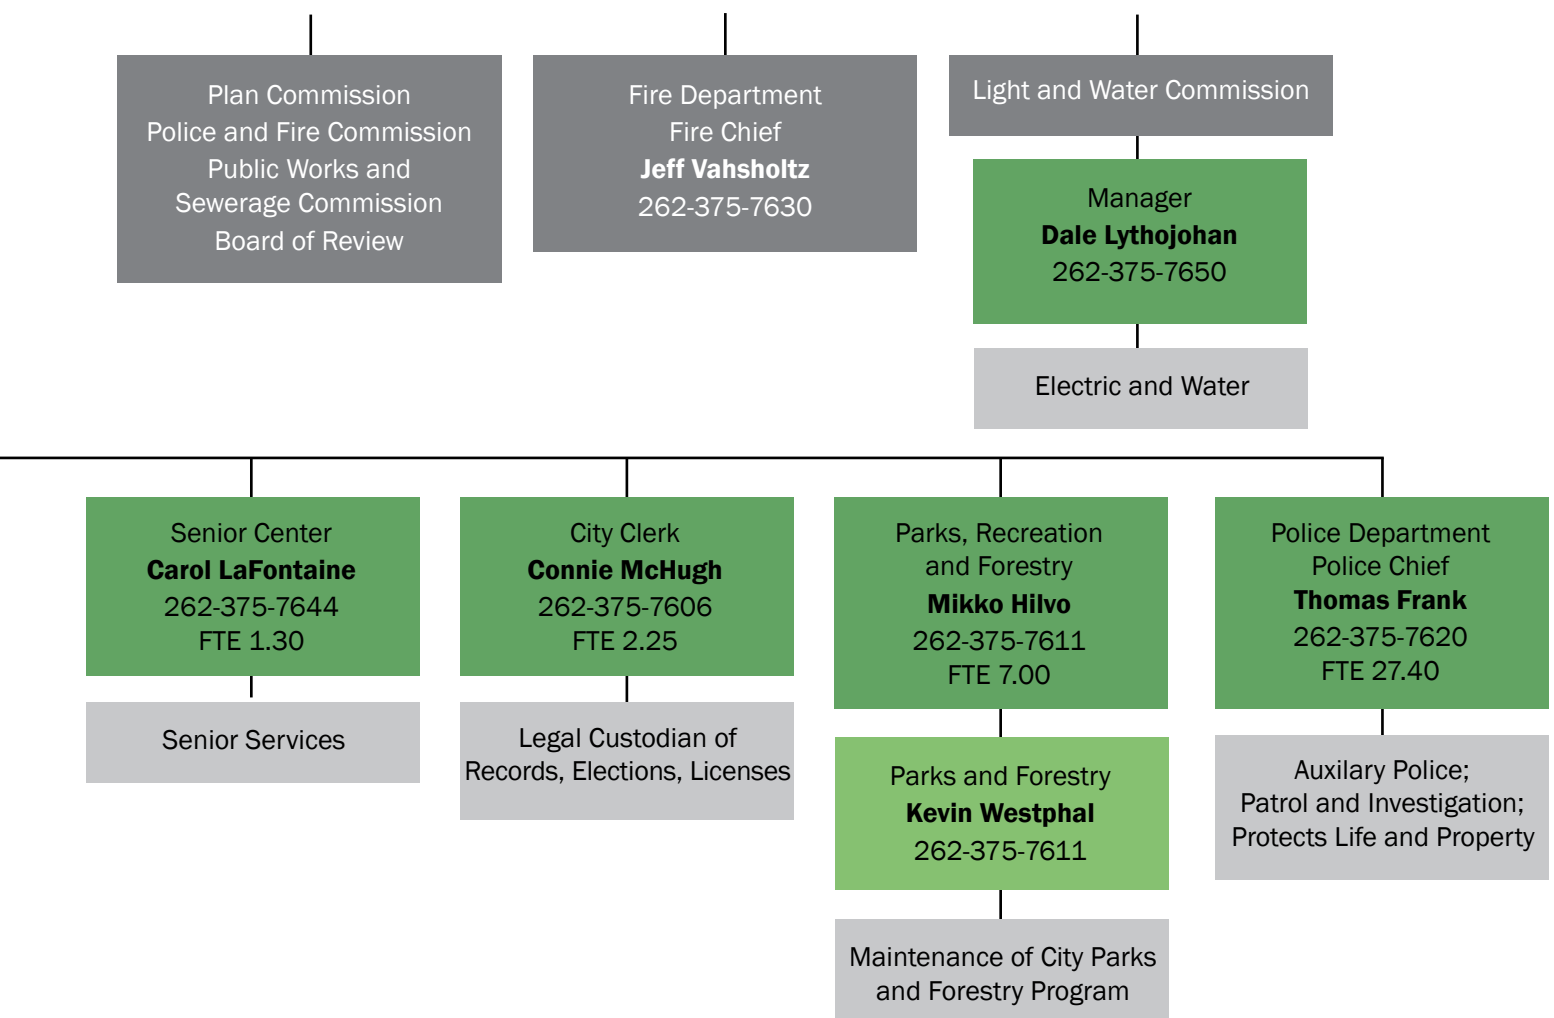 Plan Commission
Police and Fire Commission
Public Works and
Sewerage Commission
Board of Review
Fire Department
Fire Chief
Jeff Vahsholtz
262-375-7630
Light and Water Commission
Manager
Dale Lythojohan
262-375-7650
Electric and Water
Senior Center
Carol LaFontaine
262-375-7644
FTE 1.30
Senior Services
City Clerk
Connie McHugh
262-375-7606
FTE 2.25
Legal Custodian of
Records, Elections, Licenses
Parks, Recreation
and Forestry
Mikko Hilvo
262-375-7611
FTE 7.00
Parks and Forestry
Kevin Westphal
262-375-7611
Maintenance of City Parks
and Forestry Program
Police Department
Police Chief
Thomas Frank
262-375-7620
FTE 27.40
Auxilary Police;
Patrol and Investigation;
Protects Life and Property